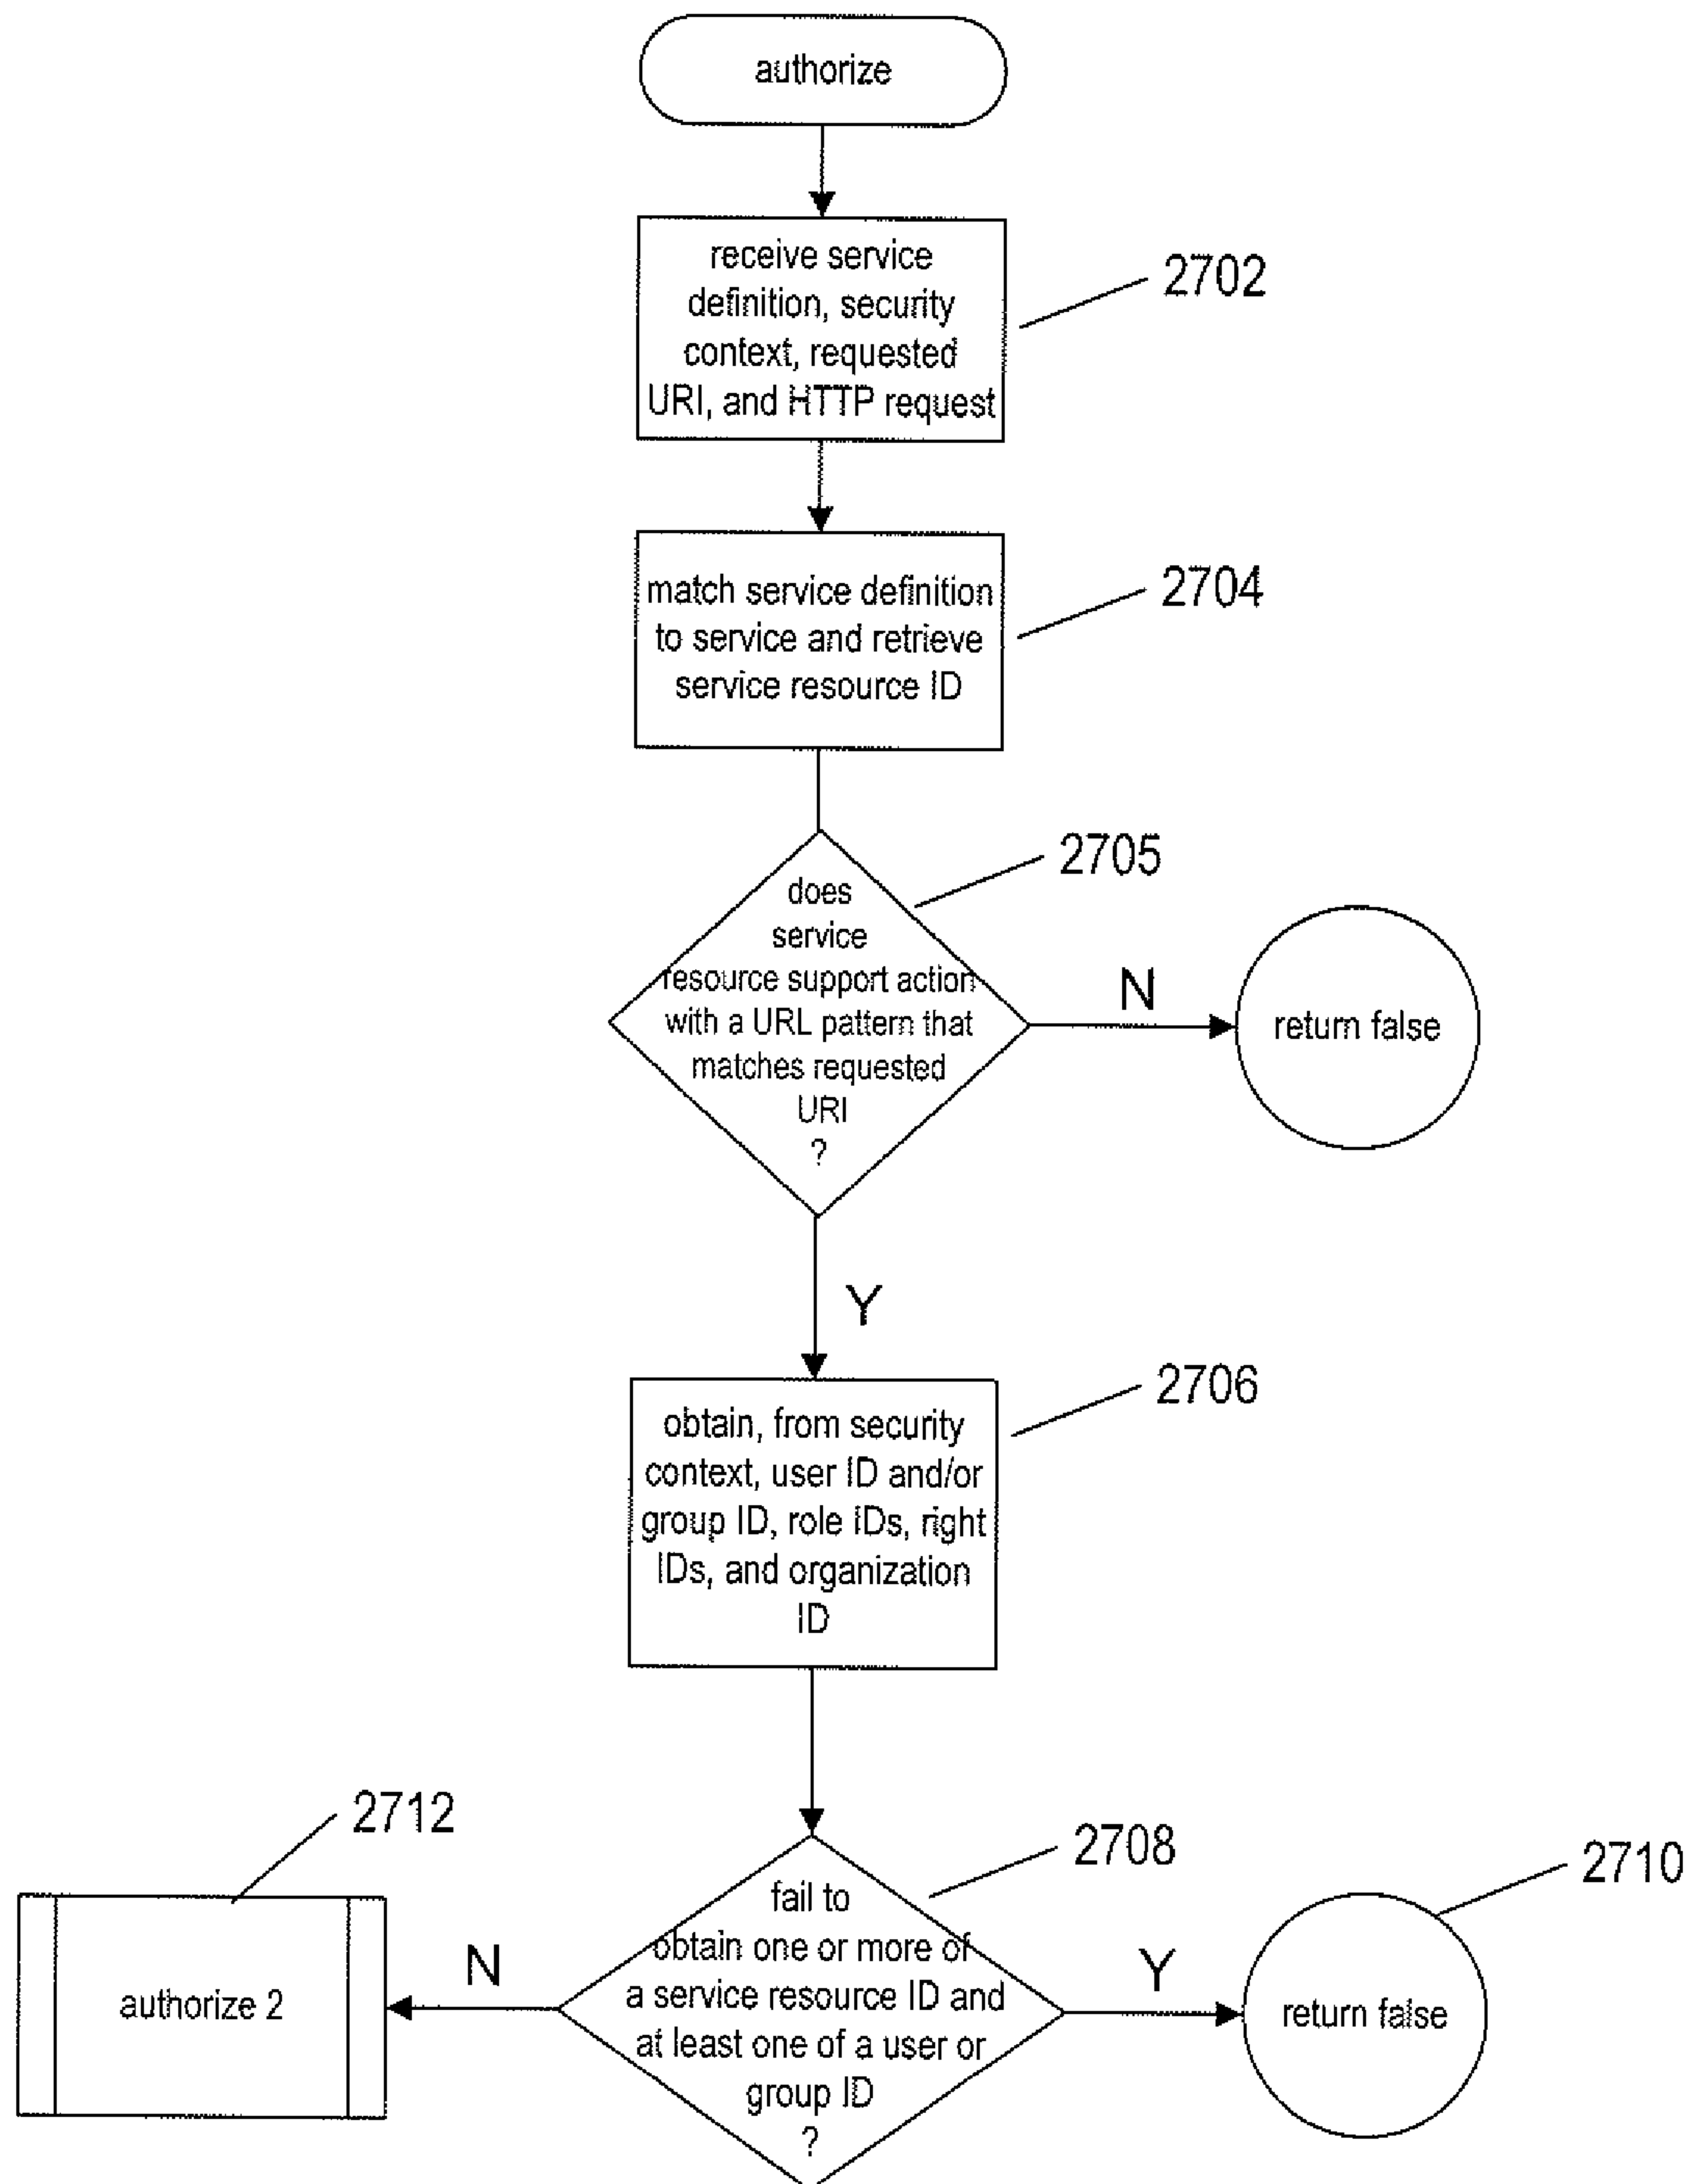 authorize
receive service
definition, security
context, requested
URI, and HTTP request
2702
match service definition
to service and retrieve
service resource ID
2704
does
service
resource support action
with a URL pattern that
matches requested
URI
?
2705
N
return false
Y
obtain, from security
context, user ID and/or
group ID, role IDs, right
IDs, and organization
ID
2706
2712
authorize 2
N
fail to
obtain one or more of
a service resource ID and
at least one of a user or
group ID
?
2708
Y
return false
2710